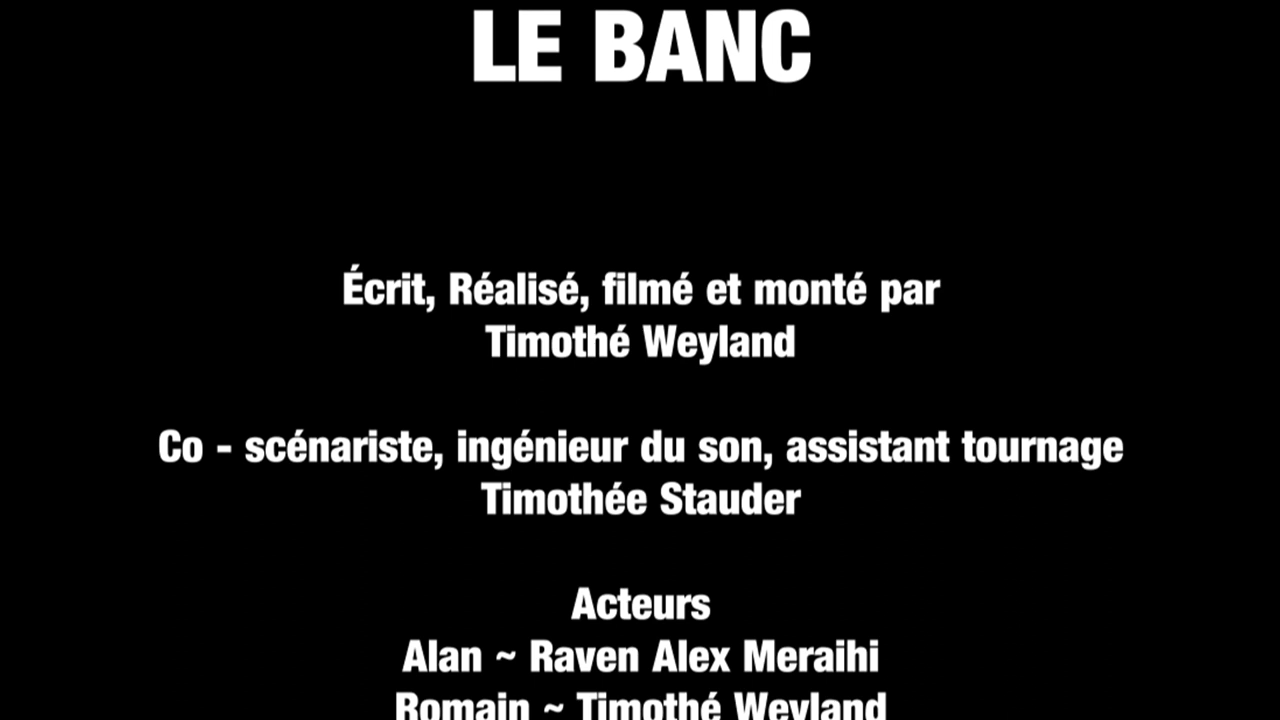 LE BANC
Écrit, Réalisé, filmé et monté par
Timothé Weyland
Co - scénariste, ingénieur du son, assistant tournage
Timothée Stauder
Acteurs
Alan ~ Raven Alex Meraihi
Romain ~ Timothé Weyland